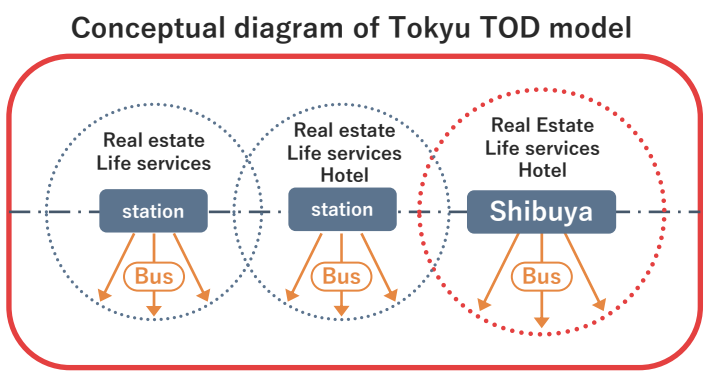 Conceptual diagram of Tokyu TOD model
Real estate
Life services
station
Bus
Real estate
Life services
Hotel
station
Bus
Real Estate
Life services
Hotel
Shibuya
Bus